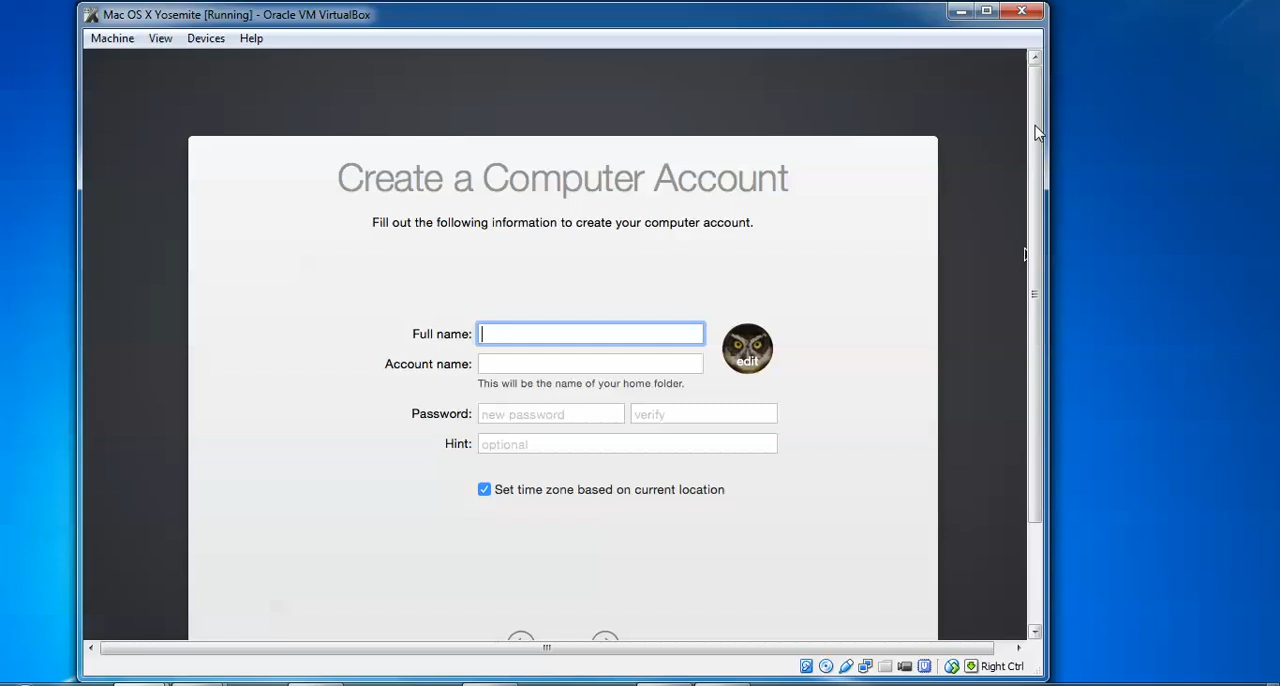 Mac OS X Yosemite [Running] - Oracle VM VirtualBox
Machine View Devices Help
Create a Computer Account
Fill out the following information to create your computer account.
Full name:
edit
Account name:
This will be the name of your home folder.
Password: new password verify
Hint: optional
Set time zone based on current location
Right Ctrl